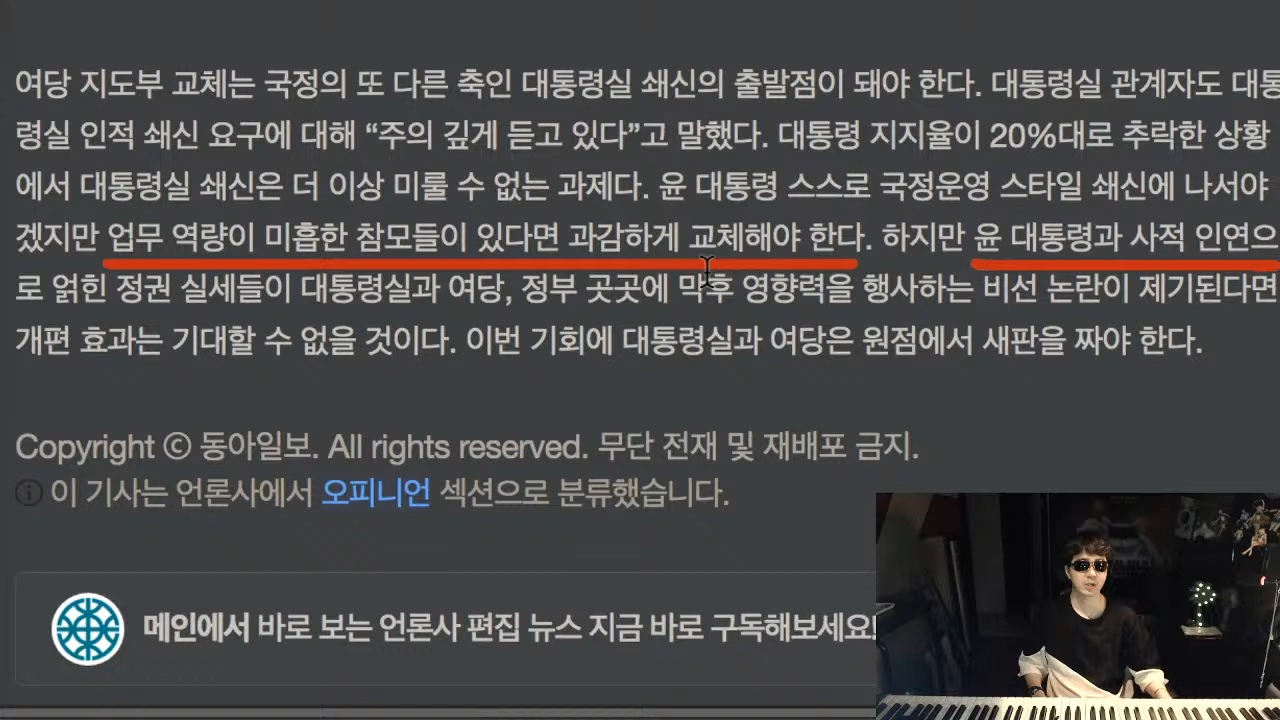 여당 지도부 교체는 국정의 또 다른 축인 대통령실 쇄신의 출발점이 돼야 한다. 대통령실 관계자도 대통
령실 인적 쇄신 요구에 대해 “주의 깊게 듣고 있다”고 말했다. 대통령 지지율이 20%대로 추락한 상황
에서 대통령실 쇄신은 더 이상 미룰 수 없는 과제다. 윤 대통령 스스로 국정운영 스타일 쇄신에 나서야
겠지만 업무 역량이 미흡한 참모들이 있다면 과감하게 교체해야 한다. 하지만 윤 대통령과 사적 인연으
로 얽힌 정권 실세들이 대통령실과 여당, 정부 곳곳에 막후 영향력을 행사하는 비선 논란이 제기된다면
개편 효과는 기대할 수 없을 것이다. 이번 기회에 대통령실과 여당은 원점에서 새판을 짜야 한다.
Copyright © 동아일보. All rights reserved. 무단 전재 및 재배포 금지.
이 기사는 언론사에서 오피니언 섹션으로 분류했습니다.
메인에서 바로 보는 언론사 편집 뉴스 지금 바로 구독해보세요!